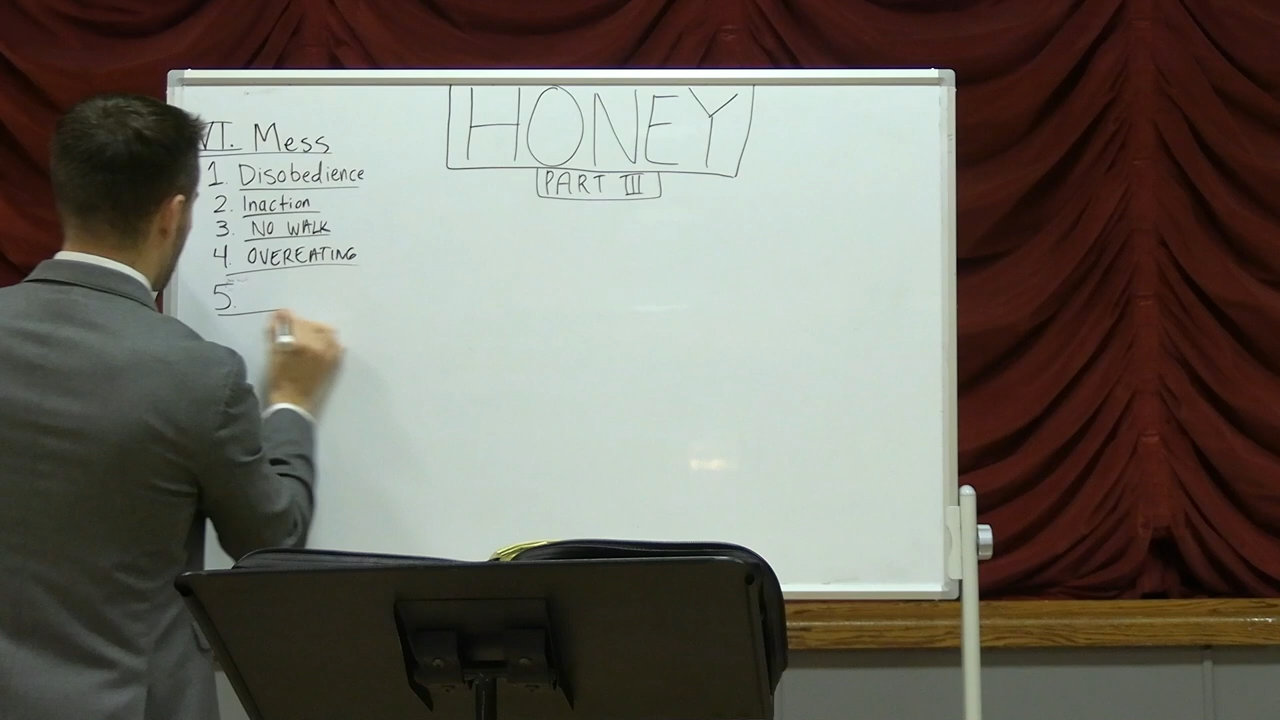 HONEY
PART III
VI. Mess
1. Disobedience
2. Inaction
3. NO WALK
4. OVEREATING
5.